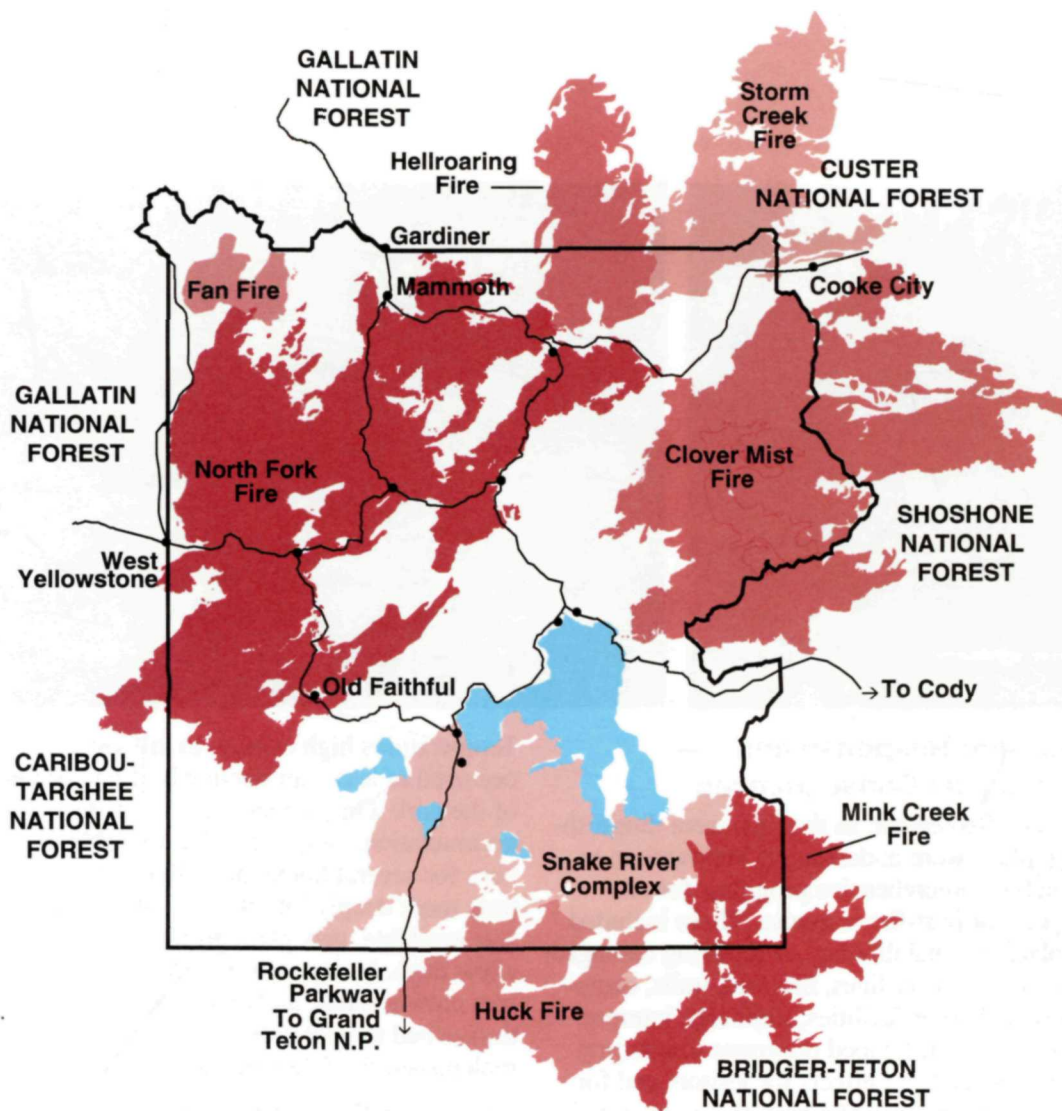 GALLATIN
NATIONAL
FOREST
Storm
Creek
Fire
Hellroaring
Fire
CUSTER
NATIONAL FOREST
Gardiner
Fan Fire
Mammoth
Cooke City
GALLATIN
NATIONAL
FOREST
North Fork
Fire
Clover Mist
Fire
SHOSHONE
NATIONAL
FOREST
West
Yellowstone
Old Faithful
To Cody
CARIBOU-
TARGHEE
NATIONAL
FOREST
Mink Creek
Fire
Snake River
Complex
Rockefeller
Parkway
To Grand
Teton N.P.
Huck Fire
BRIDGER-TETON
NATIONAL FOREST